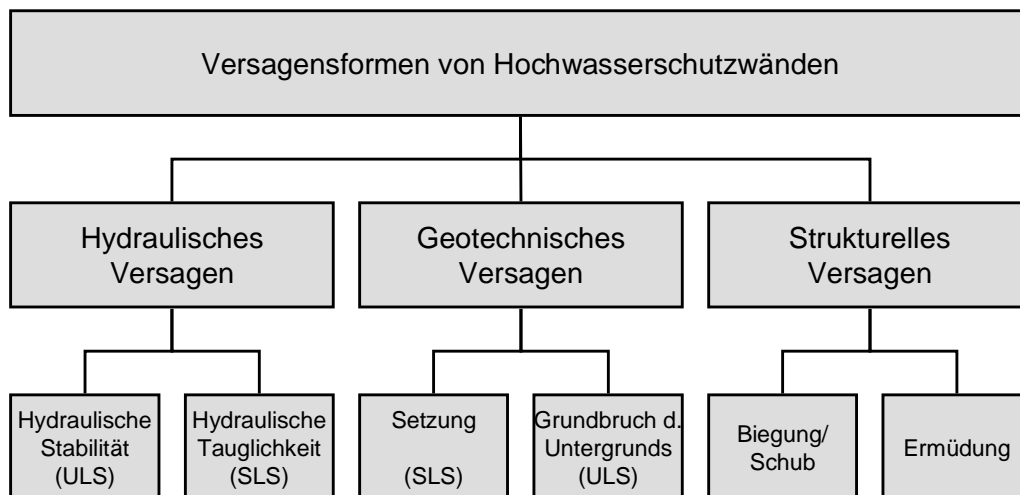 Versagensformen von Hochwasserschutzwänden
Hydraulisches
Versagen
Geotechnisches
Versagen
Strukturelles
Versagen
Hydraulische
Stabilität
(ULS)
Hydraulische
Tauglichkeit
(SLS)
Setzung
(SLS)
Grundbruch d.
Untergrunds
(ULS)
Biegung/
Schub
Ermüdung